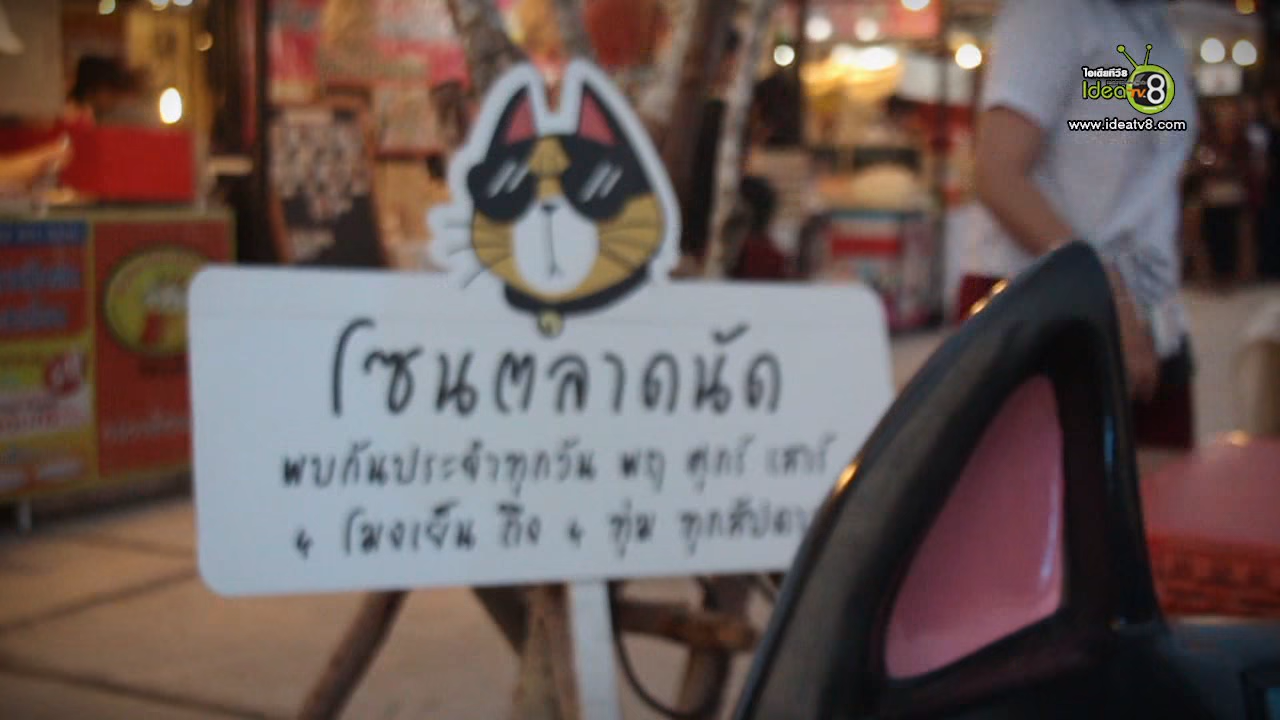 ไอเดียทีวี8
Idea TV. 8
www.ideatv8.com
โซนตลาดนัด
พบกันประจำทุกวัน พฤ ศุกร์ เสาร์
4 โมงเย็น ถึง 4 ทุ่ม ทุกสัปดา